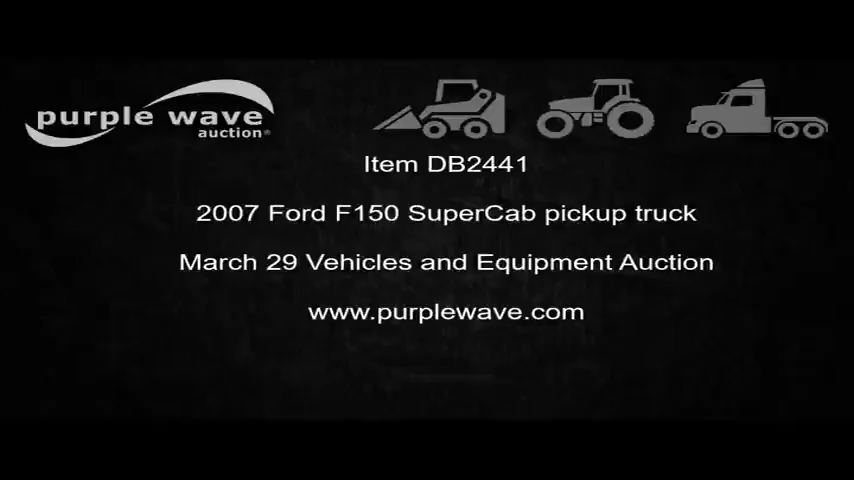 purple wave
auction®
Item DB2441
2007 Ford F150 SuperCab pickup truck
March 29 Vehicles and Equipment Auction
www.purplewave.com